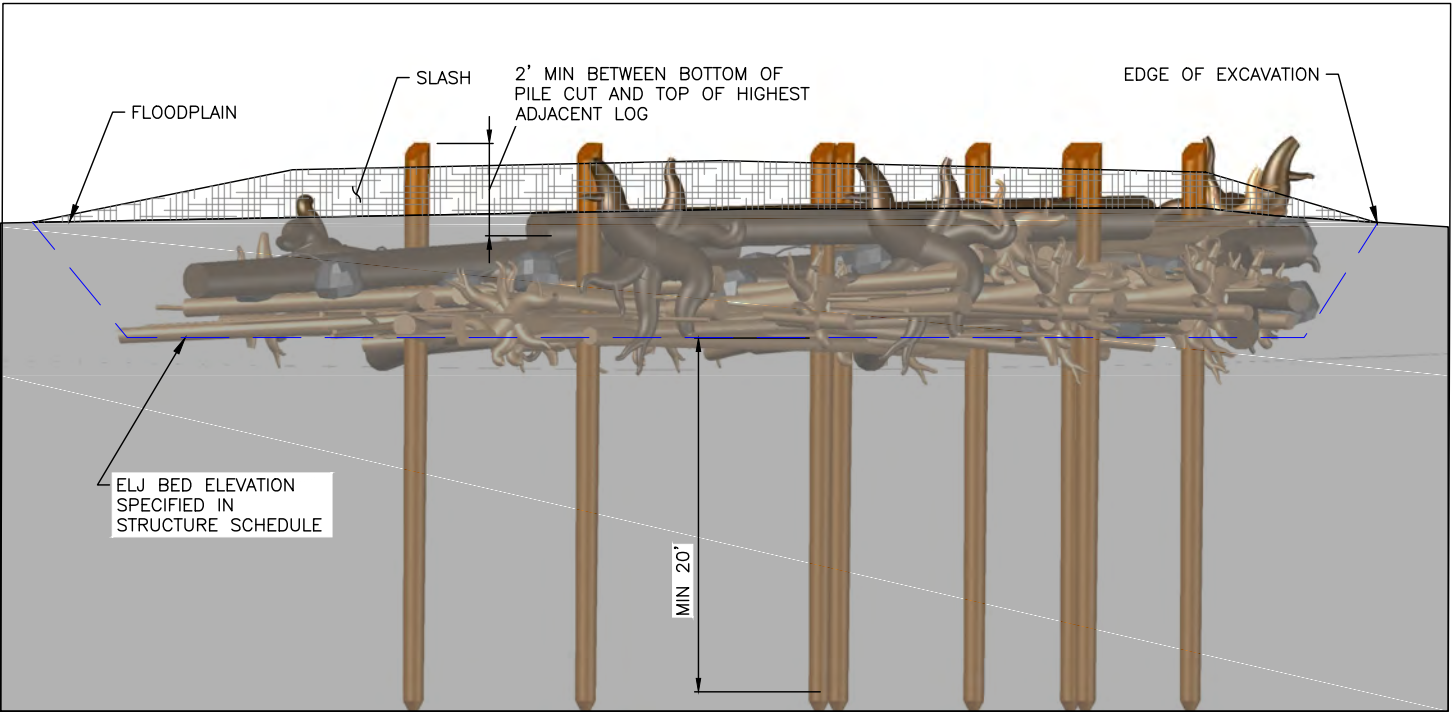 SLASH
2' MIN BETWEEN BOTTOM OF
PILE CUT AND TOP OF HIGHEST
ADJACENT LOG
EDGE OF EXCAVATION
FLOODPLAIN
ELJ BED ELEVATION
SPECIFIED IN
STRUCTURE SCHEDULE
MIN 20'